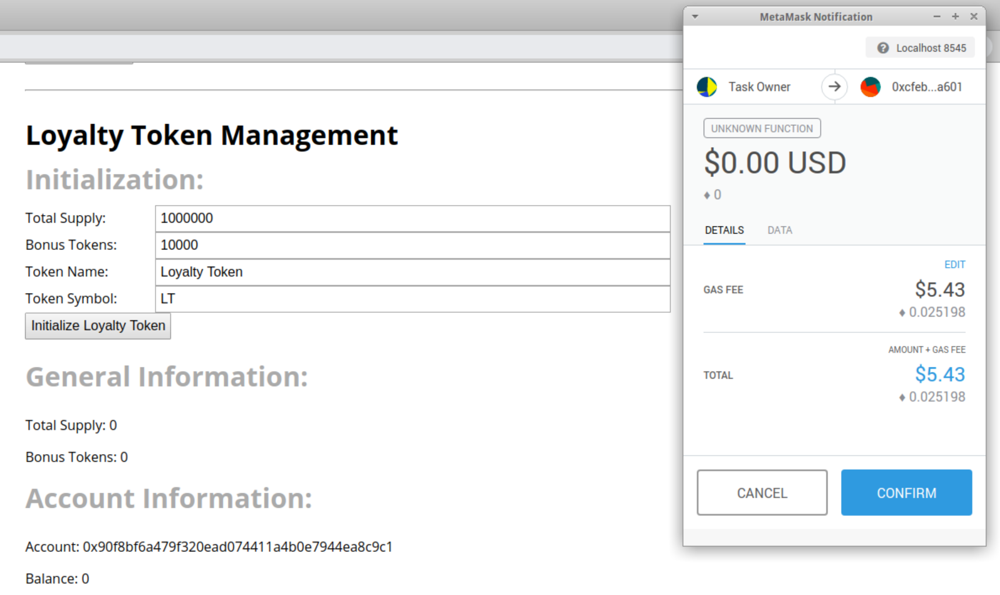 Loyalty Token Management
Initialization:
Total Supply: 1000000
Bonus Tokens: 10000
Token Name: Loyalty Token
Token Symbol: LT
Initialize Loyalty Token
General Information:
Total Supply: 0
Bonus Tokens: 0
Account Information:
Account: 0x90f8bf6a479f320ead074411a4b0e7944ea8c9c1
Balance: 0
MetaMask Notification
Localhost 8545
Task Owner 0xcfeb...a601
UNKNOWN FUNCTION
$0.00 USD
0
DETAILS DATA
EDIT
GAS FEE $5.43
0.025198
AMOUNT + GAS FEE
TOTAL $5.43
0.025198
CANCEL CONFIRM